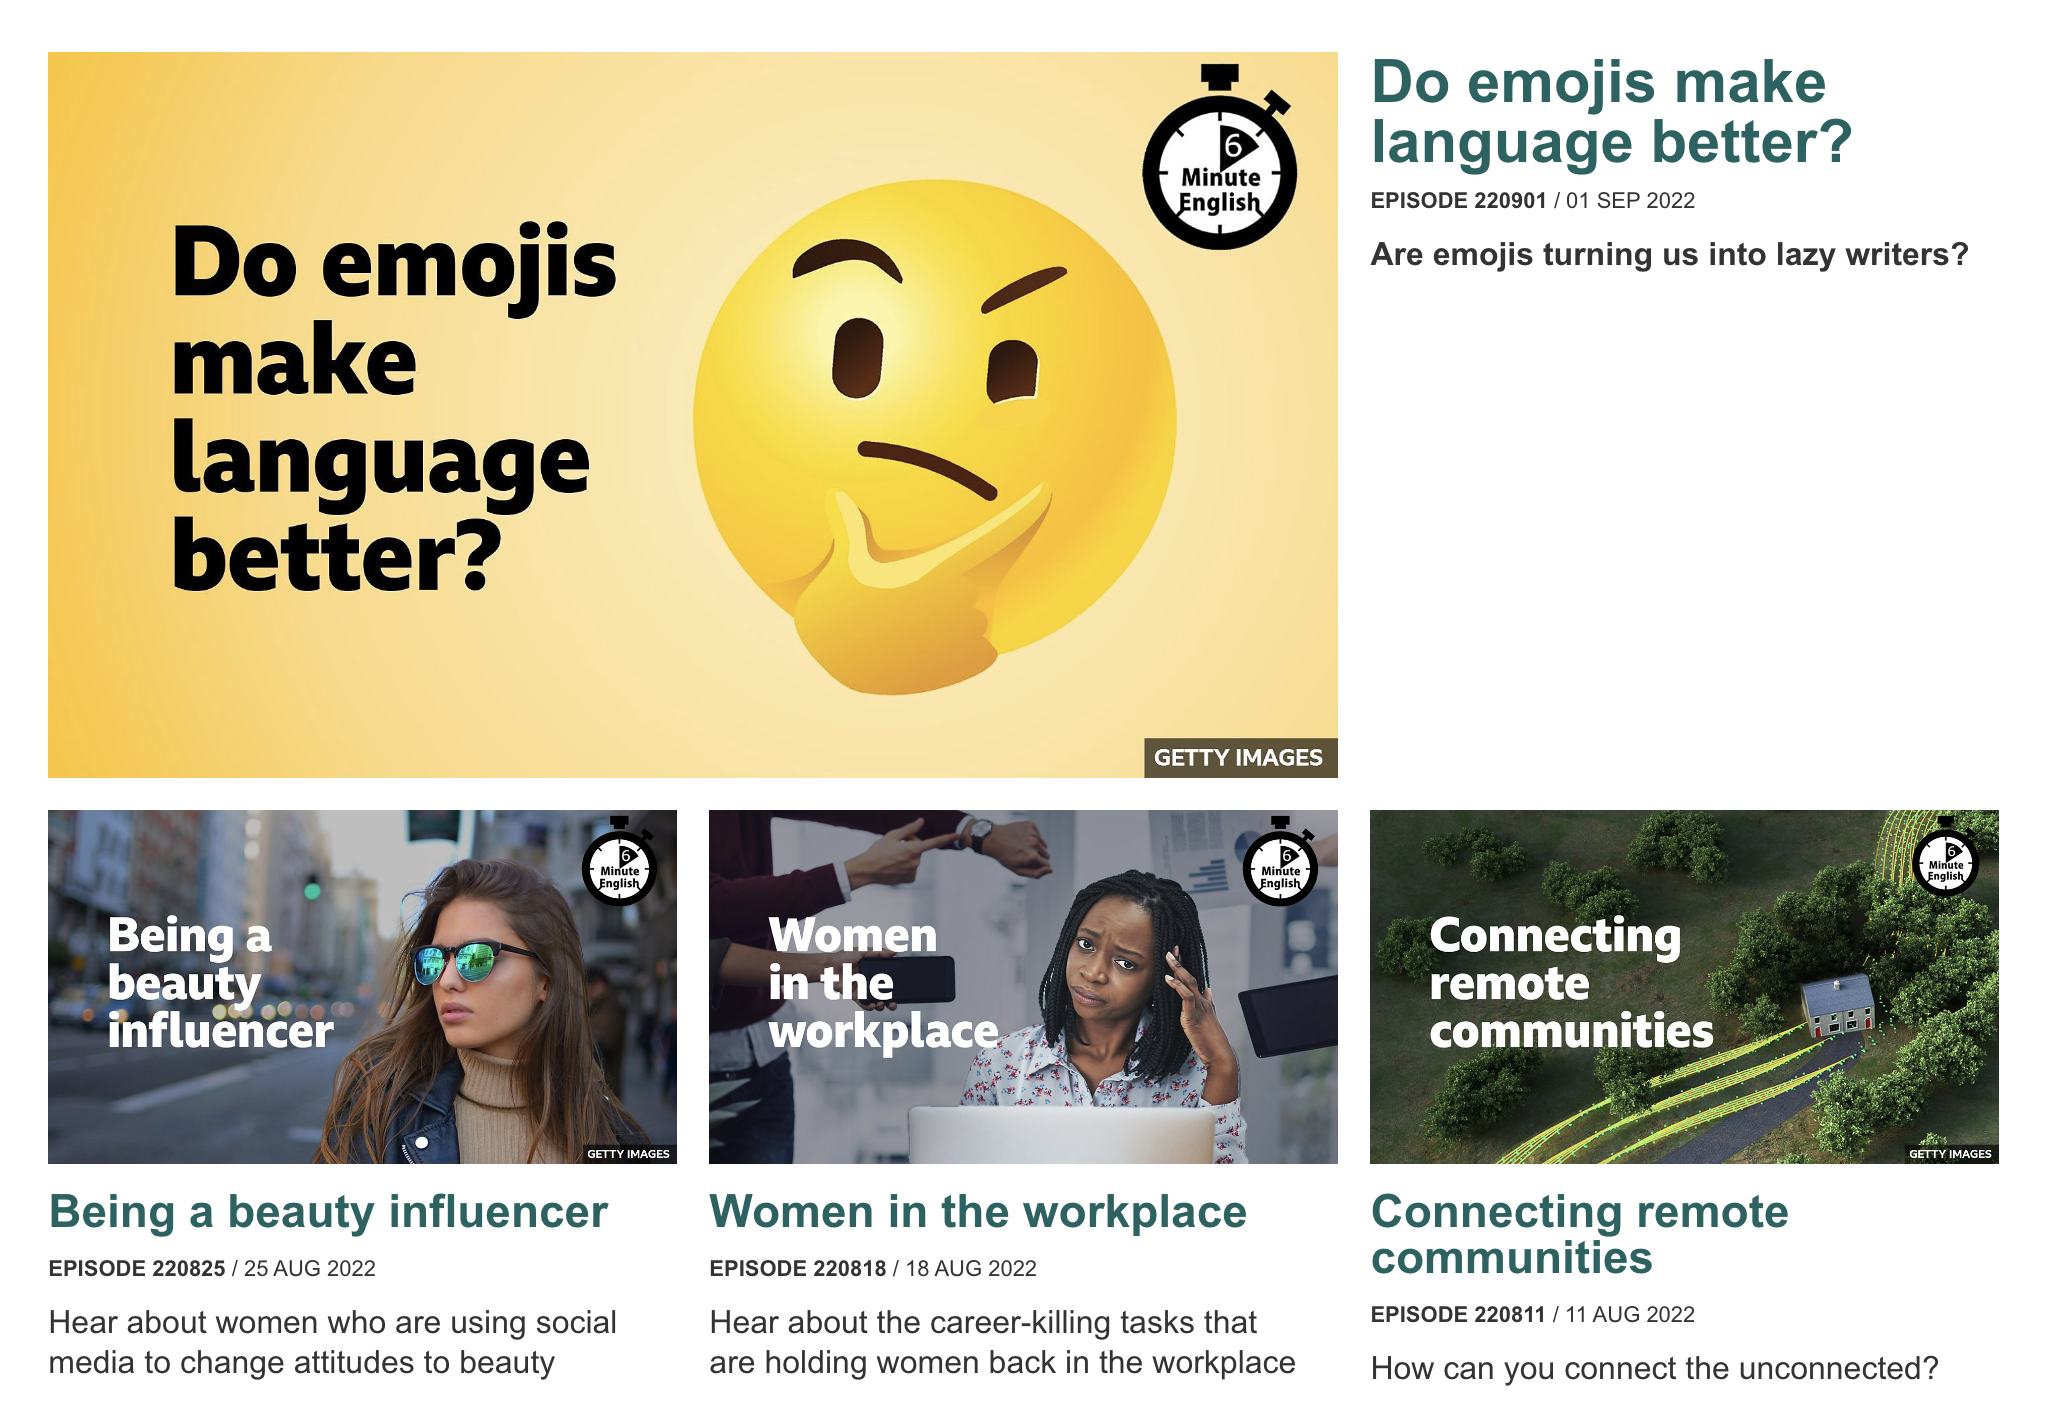 Do emojis
make
language
better?
6
Minute
English
GETTY IMAGES
Do emojis make
language better?
EPISODE 220901 / 01 SEP 2022
Are emojis turning us into lazy writers?
Being a
beauty
influencer
6
Minute
English
GETTY IMAGES
Being a beauty influencer
EPISODE 220825 / 25 AUG 2022
Hear about women who are using social
media to change attitudes to beauty
Women
in the
workplace
6
Minute
English
Women in the workplace
EPISODE 220818 / 18 AUG 2022
Hear about the career-killing tasks that
are holding women back in the workplace
Connecting
remote
communities
6
Minute
English
GETTY IMAGES
Connecting remote
communities
EPISODE 220811 / 11 AUG 2022
How can you connect the unconnected?